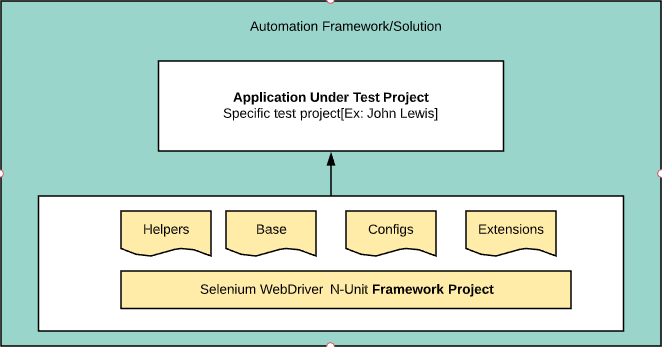 Automation Framework/Solution
Application Under Test Project
Specific test project[Ex: John Lewis]
Helpers
Base
Configs
Extensions
Selenium WebDriver N-Unit Framework Project